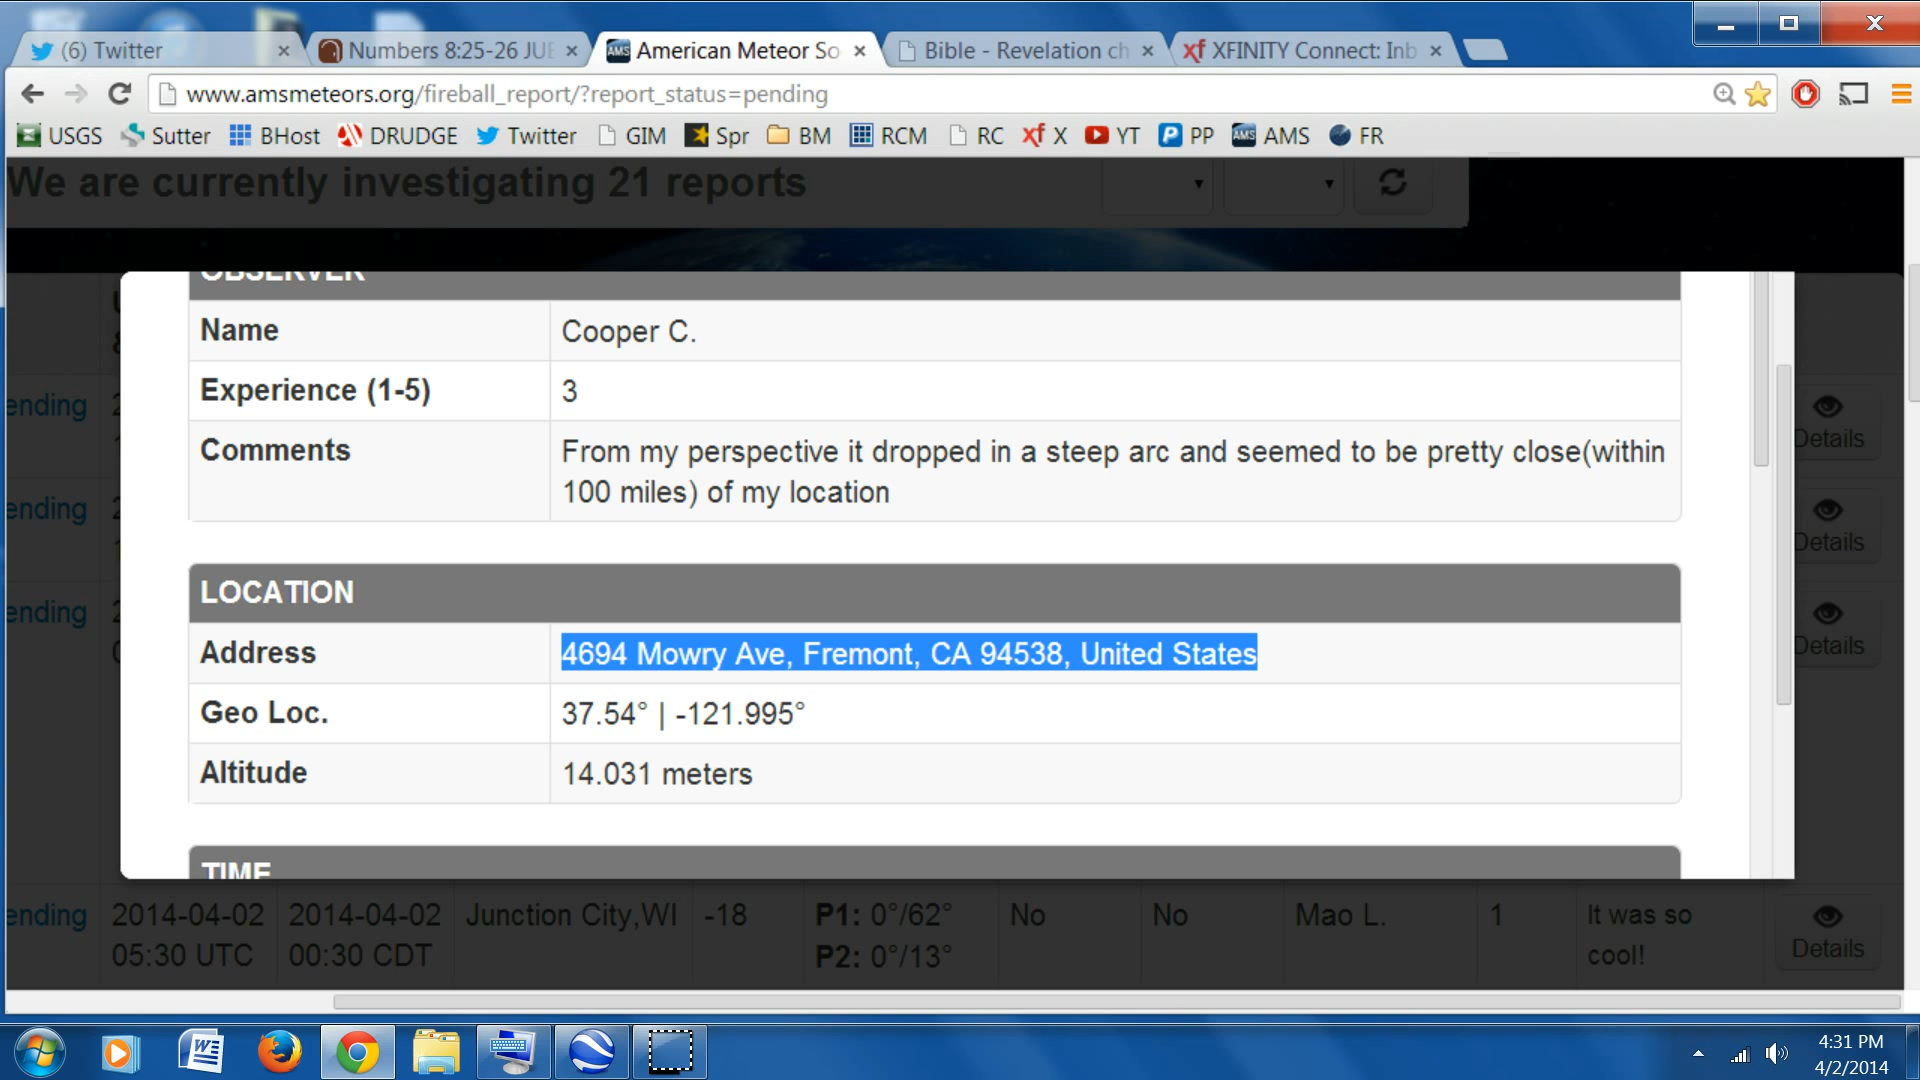 (6) Twitter
Numbers 8:25-26 JUB
American Meteor So
Bible - Revelation ch
XFINITY Connect: Inb
www.amsmeteors.org/fireball_report/?report_status=pending
USGS Sutter BHost DRUDGE Twitter GIM Spr BM RCM RC X YT PP AMS FR
We are currently investigating 21 reports
OBSERVER
Name Cooper C.
Experience (1-5) 3
Comments From my perspective it dropped in a steep arc and seemed to be pretty close(within
100 miles) of my location
LOCATION
Address 4694 Mowry Ave, Fremont, CA 94538, United States
Geo Loc. 37.54° | -121.995°
Altitude 14.031 meters
TIME
ending
Details
ending
Details
ending
Details
ending 2014-04-02 2014-04-02 Junction City,WI -18 P1: 0°/62° No No Mao L. 1 It was so
05:30 UTC 00:30 CDT P2: 0°/13° cool! Details
4:31 PM
4/2/2014